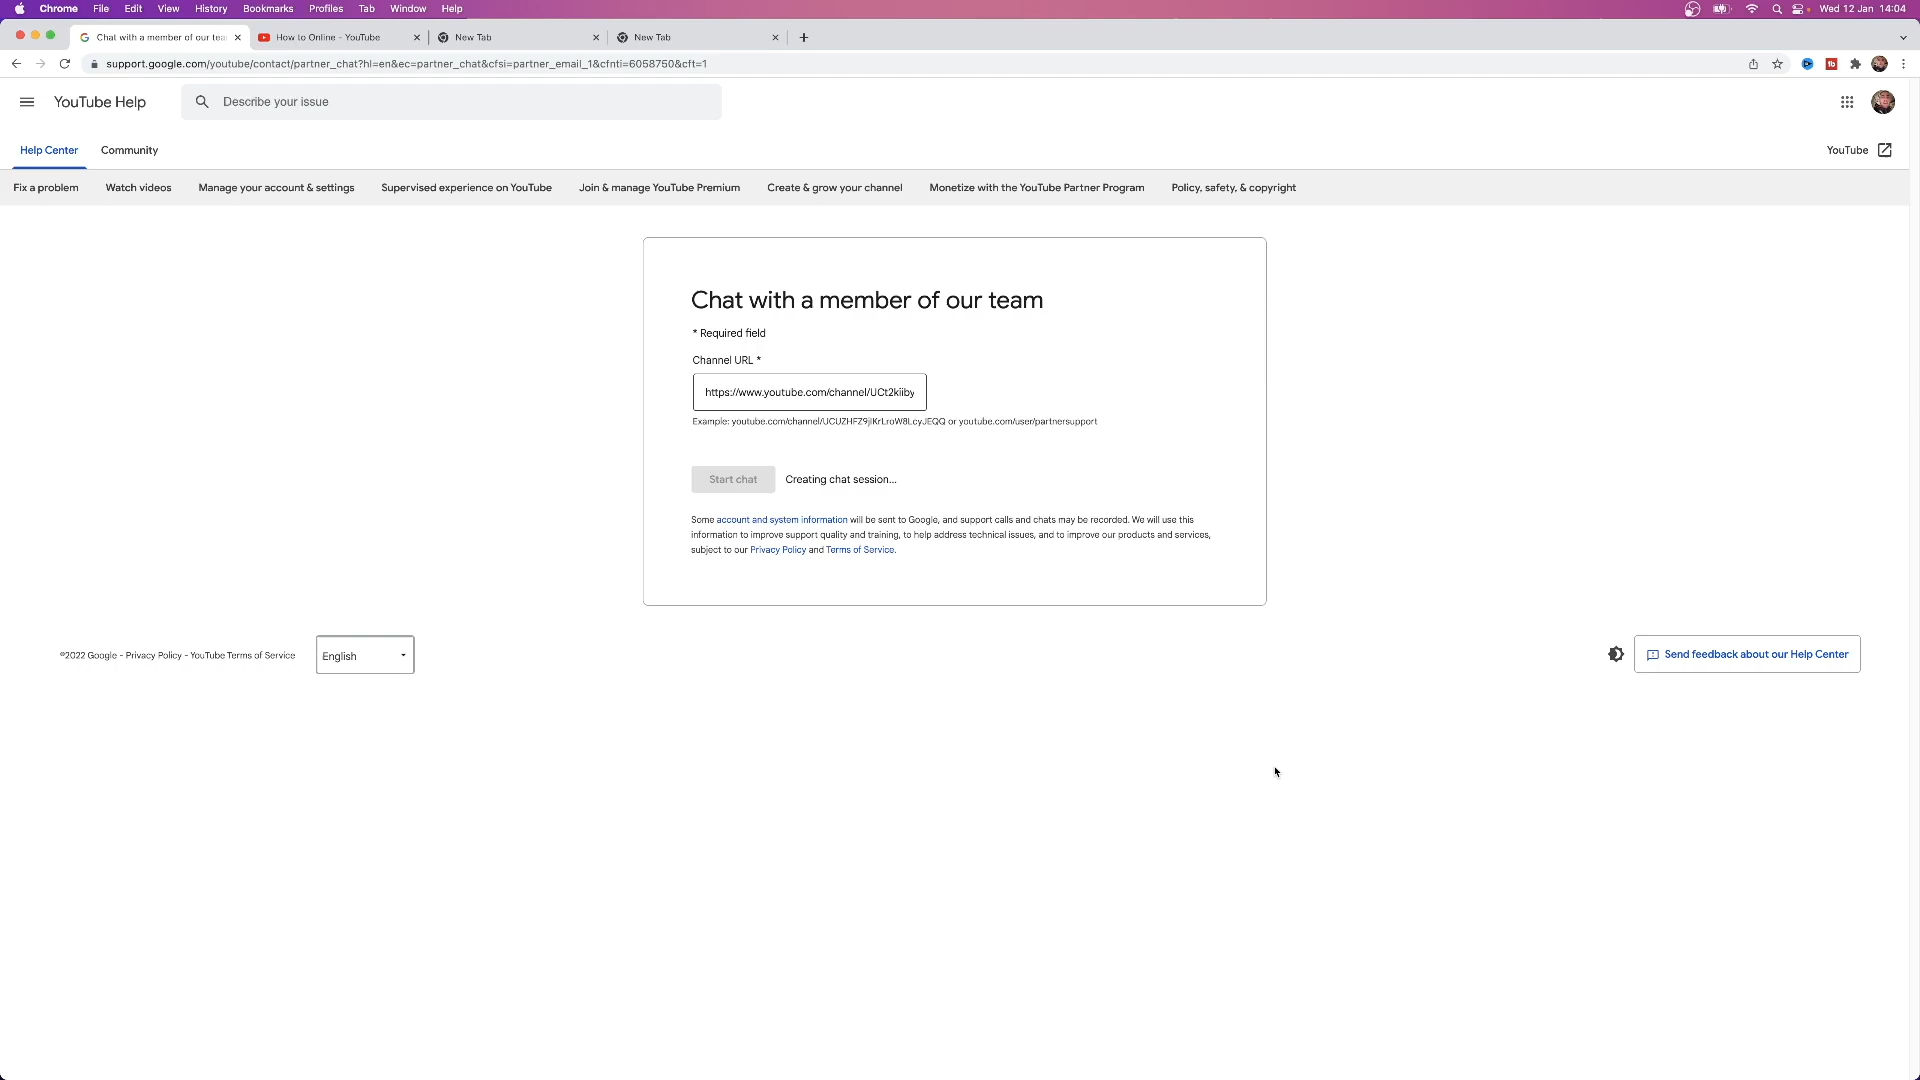 Chrome File Edit View History Bookmarks Profiles Tab Window Help Wed 12 Jan 14:04
Chat with a member of our tea How to Online - YouTube New Tab New Tab
support.google.com/youtube/contact/partner_chat?hl=en&ec=partner_chat&cfsi=partner_email_1&cfnti=6058750&cft=1
YouTube Help Describe your issue
Help Center Community YouTube
Fix a problem Watch videos Manage your account & settings Supervised experience on YouTube Join & manage YouTube Premium Create & grow your channel Monetize with the YouTube Partner Program Policy, safety, & copyright
Chat with a member of our team
* Required field
Channel URL *
https://www.youtube.com/channel/UCt2kiiby
Example: youtube.com/channel/UCUZHFZ9jIKrLroW8LcyJEQQ or youtube.com/user/partnersupport
Start chat Creating chat session...
Some account and system information will be sent to Google, and support calls and chats may be recorded. We will use this
information to improve support quality and training, to help address technical issues, and to improve our products and services,
subject to our Privacy Policy and Terms of Service.
©2022 Google - Privacy Policy - YouTube Terms of Service English Send feedback about our Help Center